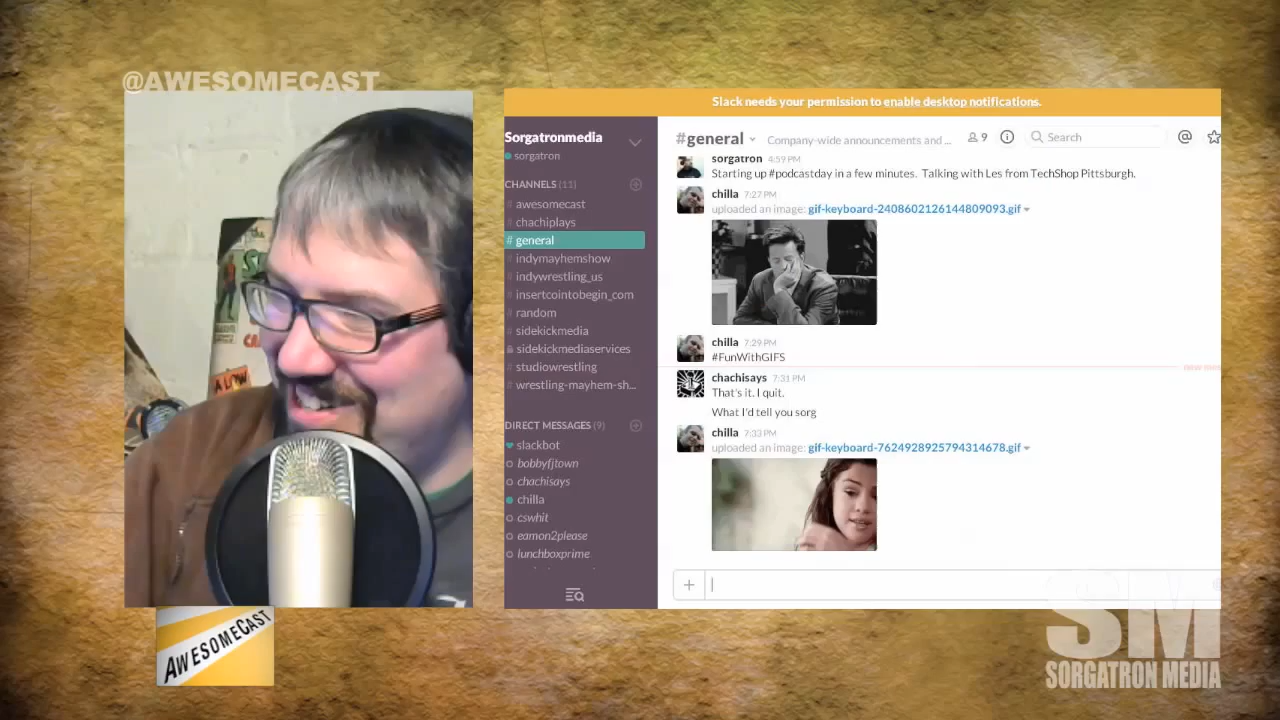 @AWESOMECAST
Slack needs your permission to enable desktop notifications.
Sorgatronmedia
sorgatron
CHANNELS (11)
# awesomecast
# chachiplays
# general
# indymayhemshow
# indywrestling_us
# insertcointobegin_com
# random
# sidekickmedia
sidekickmediaservices
# studiowrestling
# wrestling-mayhem-sh...
DIRECT MESSAGES (9)
slackbot
bobbyfjtown
chachisays
chilla
cswhit
eamon2please
lunchboxprime
#general
Company-wide announcements and ...
9
Search
@
sorgatron 4:59 PM
Starting up #podcastday in a few minutes. Talking with Les from TechShop Pittsburgh.
chilla 7:27 PM
uploaded an image: gif-keyboard-2408602126144809093.gif
chilla 7:29 PM
#FunWithGIFS
new mes
chachisays 7:31 PM
That's it. I quit.
What I'd tell you sorg
chilla 7:33 PM
uploaded an image: gif-keyboard-7624928925794314678.gif
AWESOMECAST
SM
SORGATRON MEDIA